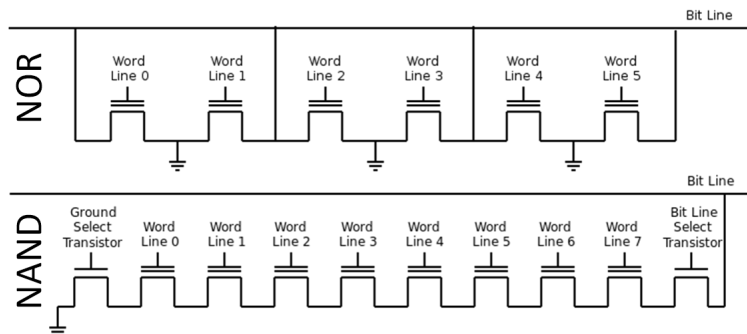 Bit Line
NOR
Word
Line 0
Word
Line 1
Word
Line 2
Word
Line 3
Word
Line 4
Word
Line 5
Bit Line
NAND
Ground
Select
Transistor
Word
Line 0
Word
Line 1
Word
Line 2
Word
Line 3
Word
Line 4
Word
Line 5
Word
Line 6
Word
Line 7
Bit Line
Select
Transistor